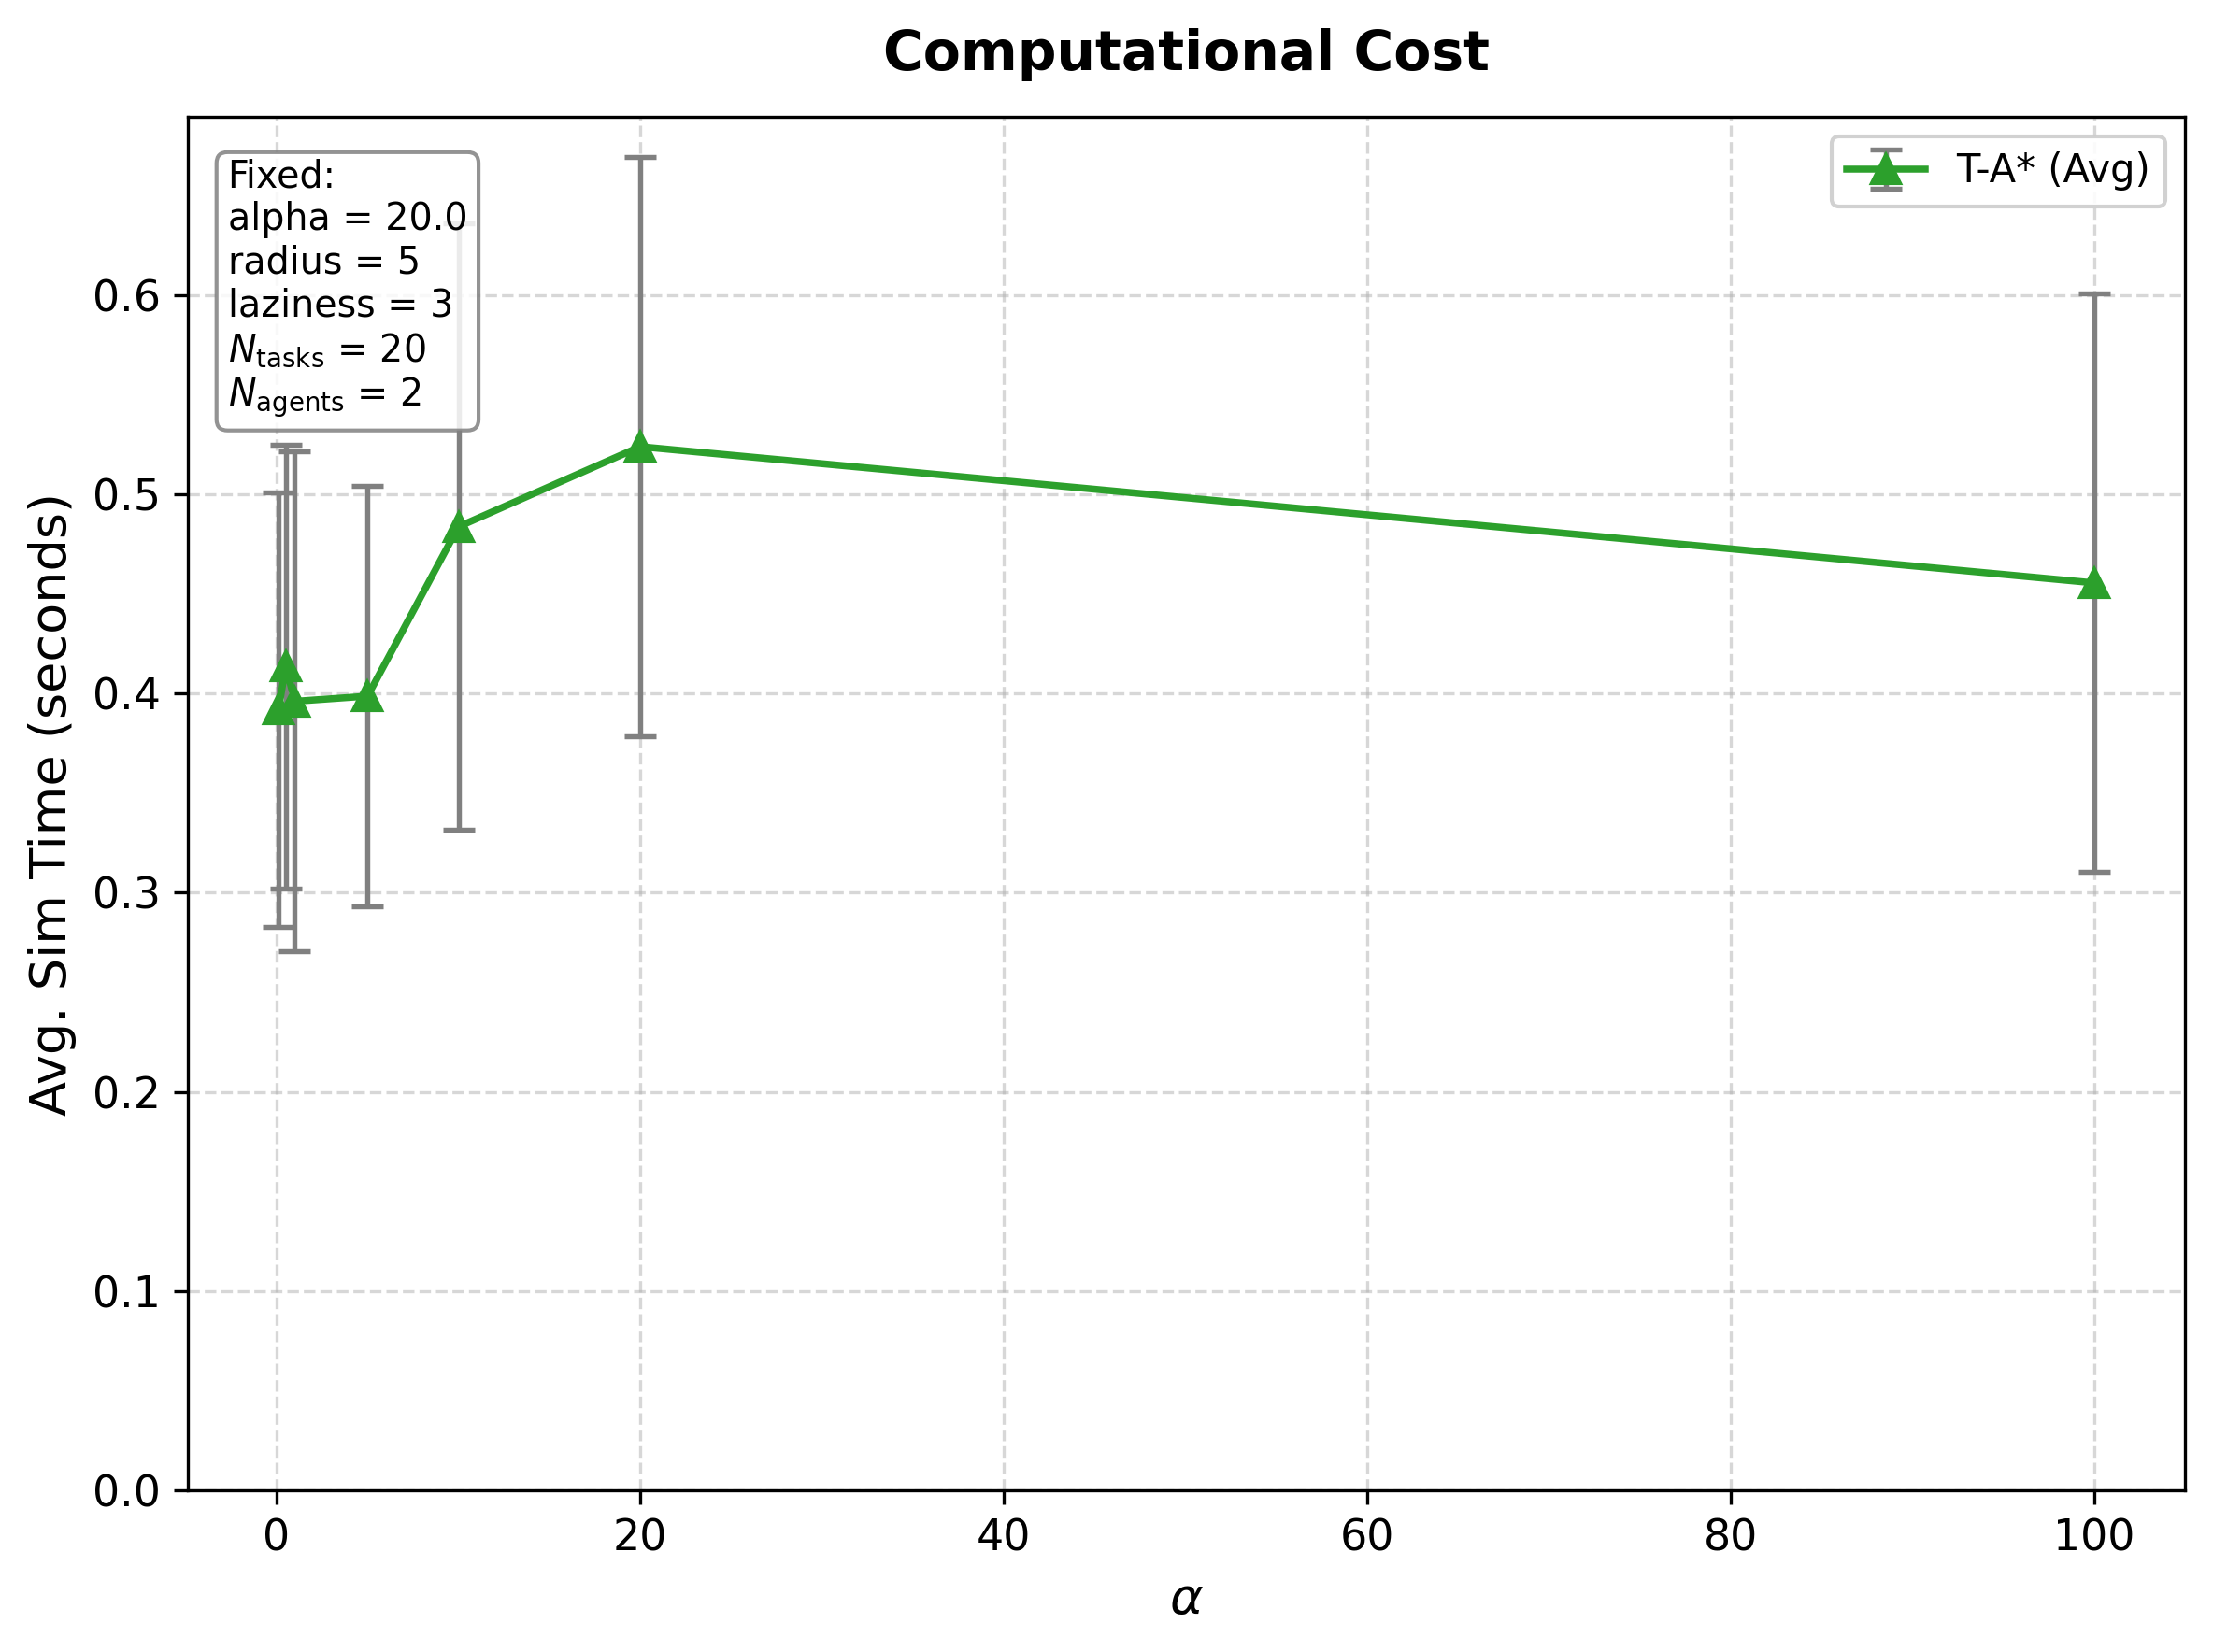 Computational Cost
Fixed:
alpha = 20.0
radius = 5
laziness = 3
N_tasks = 20
N_agents = 2
T-A* (Avg)
Avg. Sim Time (seconds)
0.6
0.5
0.4
0.3
0.2
0.1
0.0
0 20 40 60 80 100
α